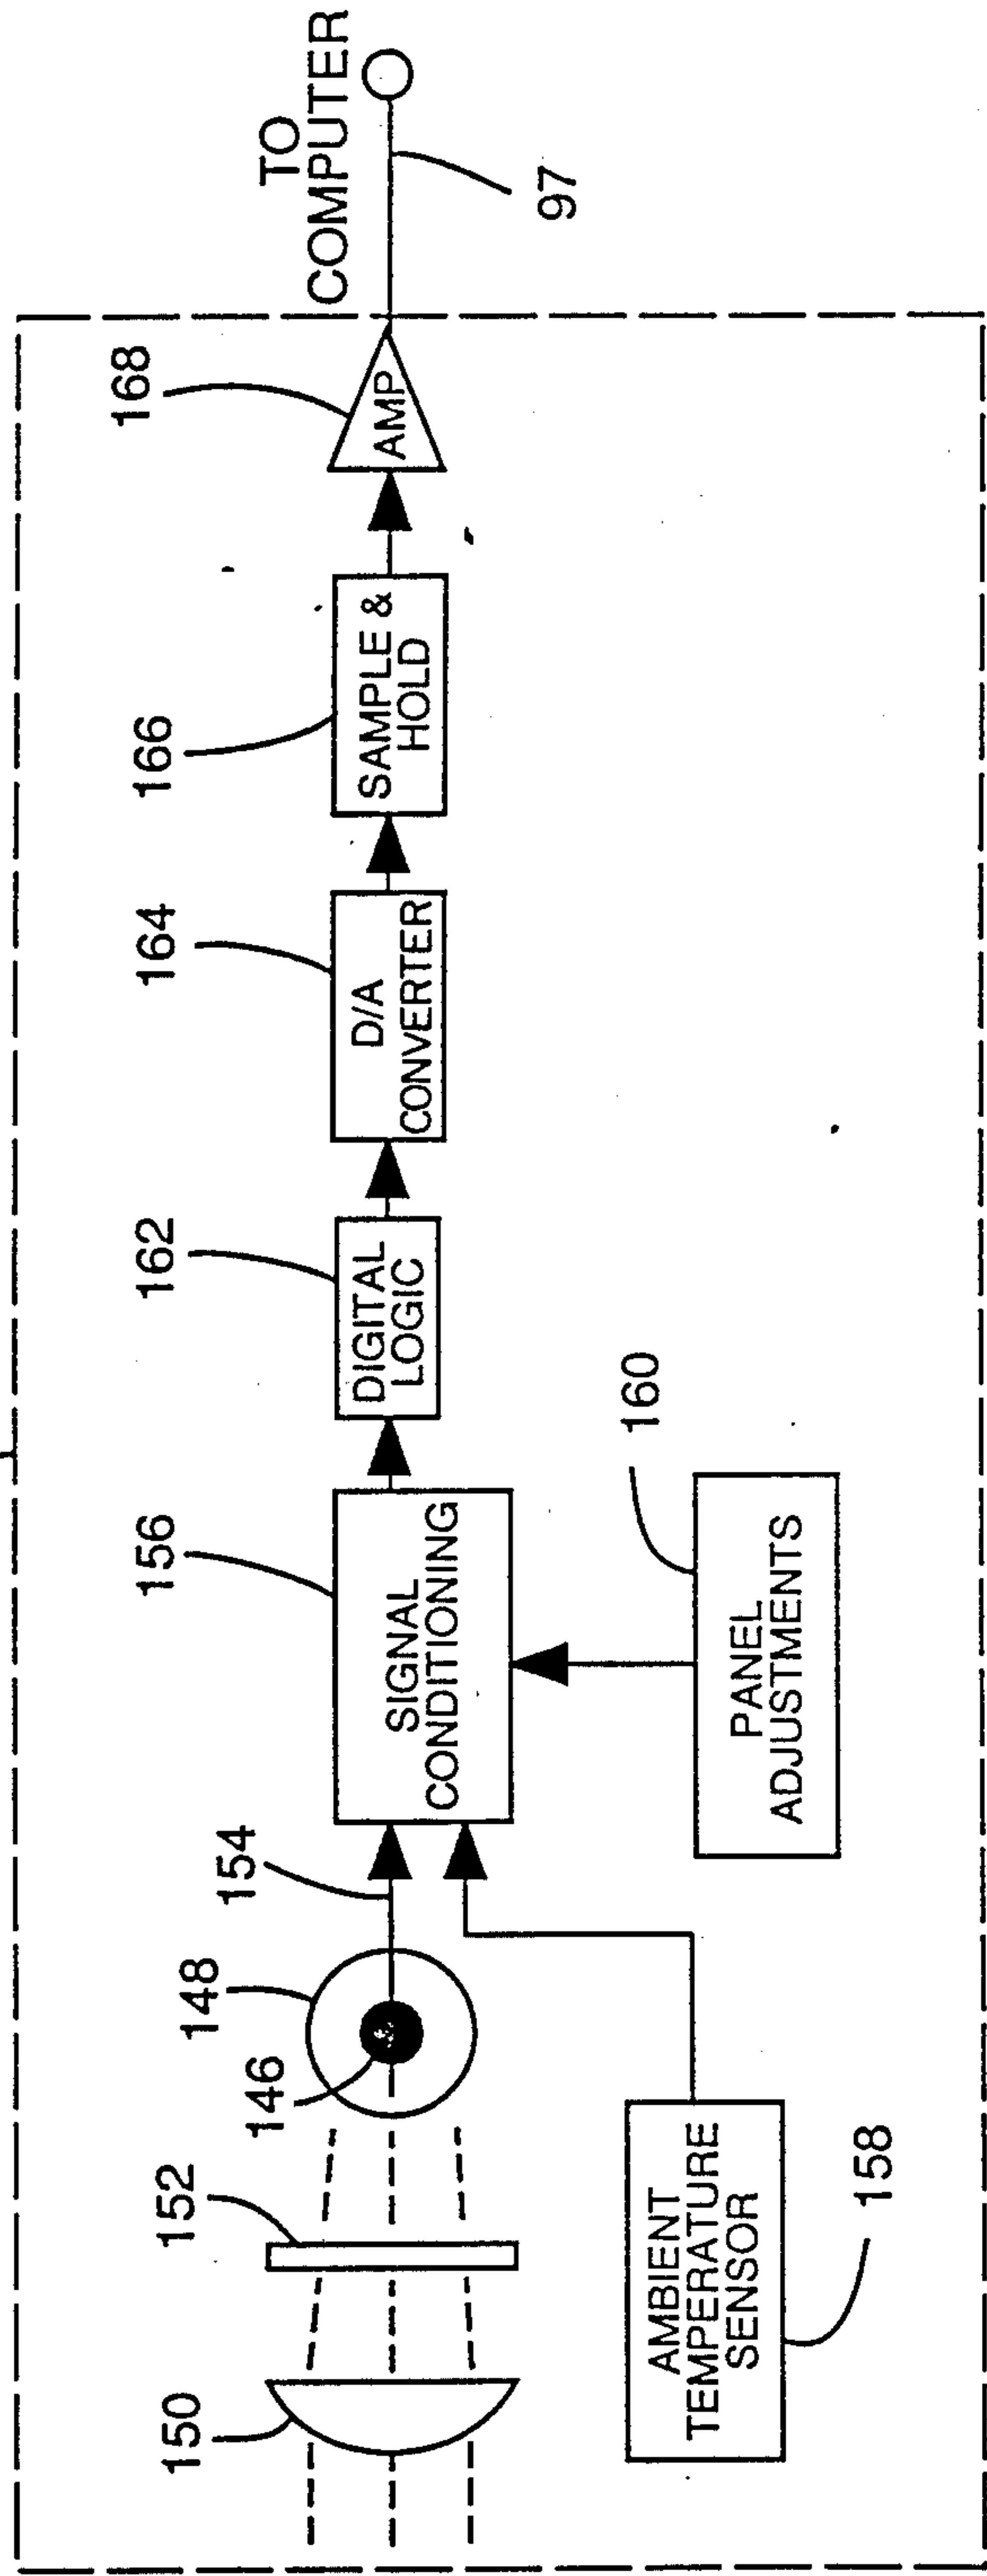 TO
COMPUTER
97
168
AMP
166
SAMPLE &
HOLD
164
D/A
CONVERTER
162
DIGITAL
LOGIC
156
SIGNAL
CONDITIONING
160
PANEL
ADJUSTMENTS
154
148
146
152
150
AMBIENT
TEMPERATURE
SENSOR
158